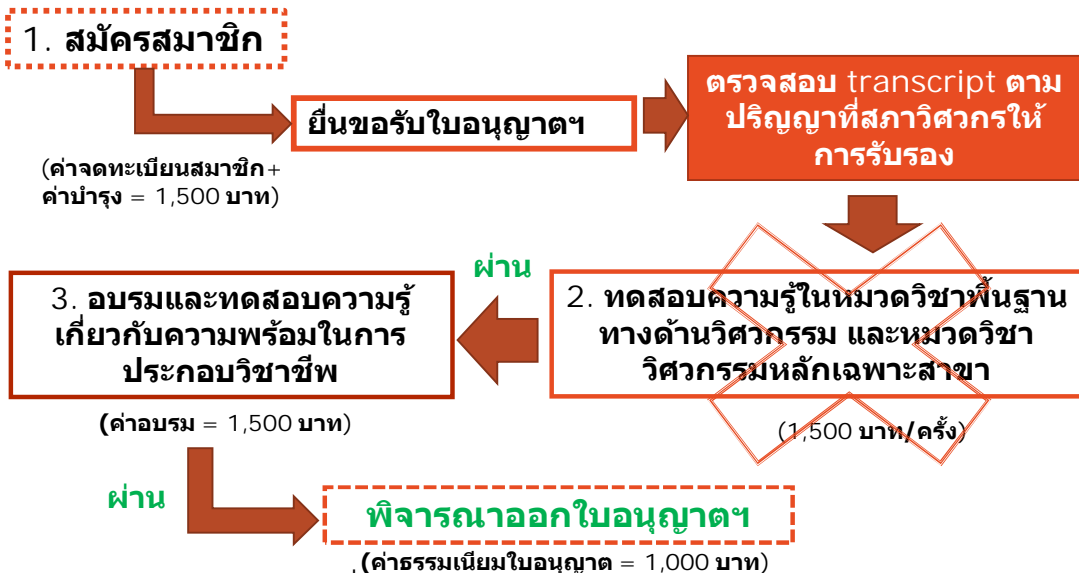 1. สมัครสมาชิก
ยื่นขอรับใบอนุญาตฯ
ตรวจสอบ transcript ตาม
ปริญญาที่สภาวิศวกรให้
การรับรอง
(ค่าจดทะเบียนสมาชิก+
ค่าบำรุง = 1,500 บาท)
ผ่าน
2. ทดสอบความรู้ในหมวดวิชาพื้นฐาน
ทางด้านวิศวกรรม และหมวดวิชา
วิศวกรรมหลักเฉพาะสาขา
(1,500 บาท/ครั้ง)
3. อบรมและทดสอบความรู้
เกี่ยวกับความพร้อมในการ
ประกอบวิชาชีพ
(ค่าอบรม = 1,500 บาท)
ผ่าน
พิจารณาออกใบอนุญาตฯ
(ค่าธรรมเนียมใบอนุญาต = 1,000 บาท)